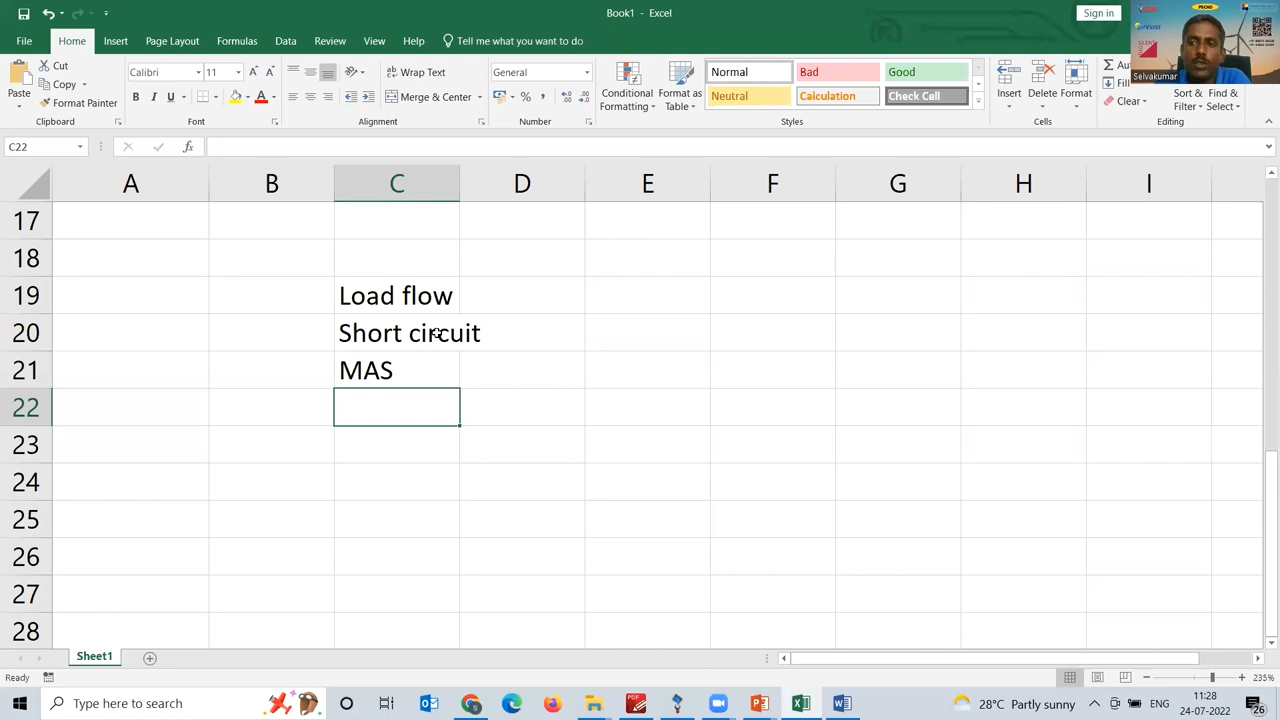 Book1 - Excel
Sign in
File Home Insert Page Layout Formulas Data Review View Help Tell me what you want to do
Selvakumar
Cut
Copy
Format Painter
Paste
Calibri 11
B I U
Wrap Text
Merge & Center
General
Conditional
Formatting
Format as
Table
Normal Bad Good
Neutral Calculation Check Cell
Insert Delete Format
Fill
Clear
Sort &
Filter
Find &
Select
Clipboard Font Alignment Number Styles Cells Editing
C22 fx
A B C D E F G H I
17
18
19 Load flow
20 Short circuit
21 MAS
22
23
24
25
26
27
28
Sheet1
Ready 235%
Type here to search
28°C Partly sunny
ENG
11:28
24-07-2022
26